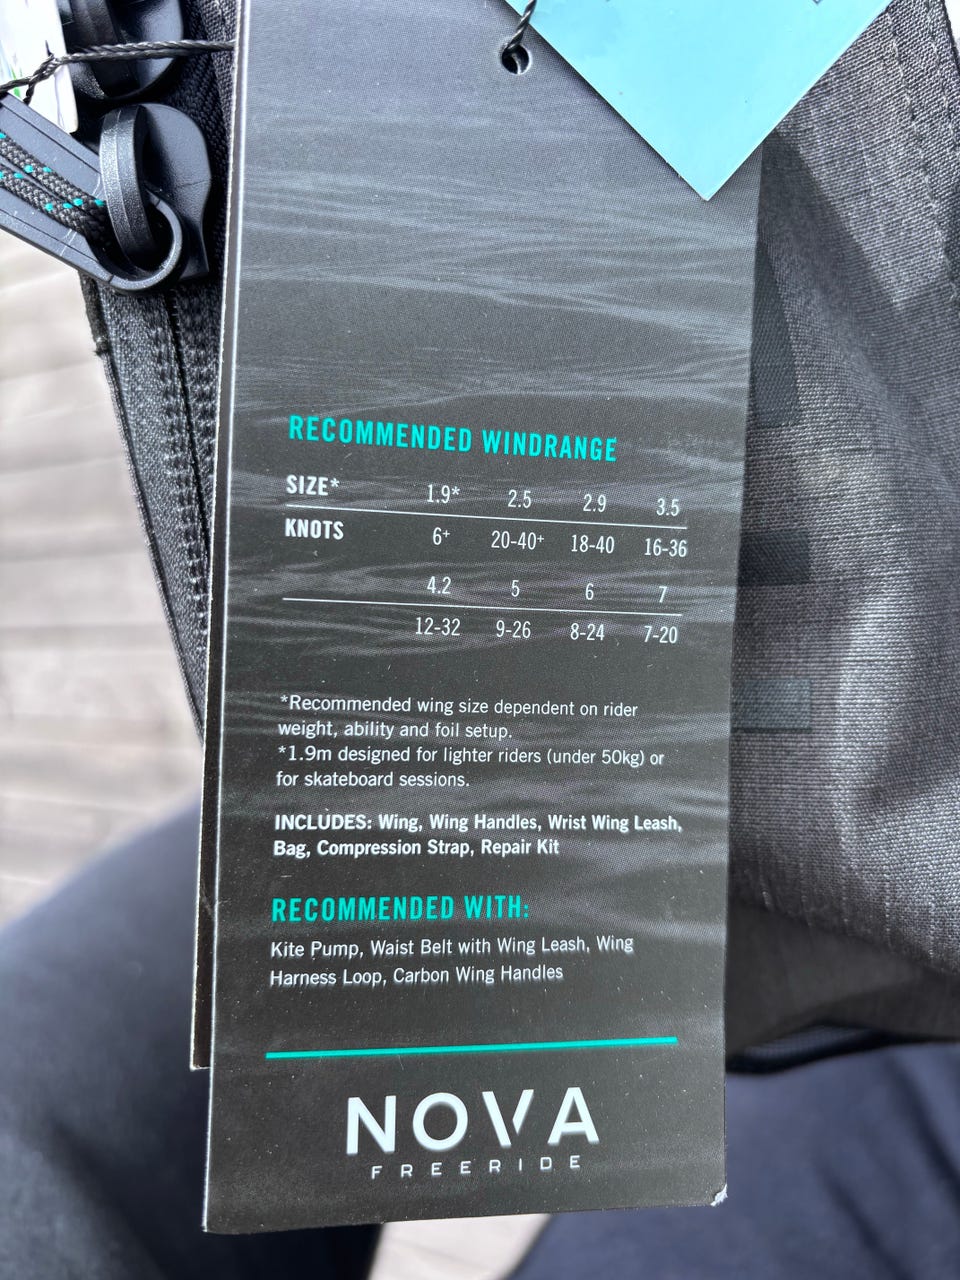 RECOMMENDED WINDRANGE
SIZE* 1.9* 2.5 2.9 3.5
KNOTS 6+ 20-40+ 18-40 16-36
4.2 5 6 7
12-32 9-26 8-24 7-20
*Recommended wing size dependent on rider
weight, ability and foil setup.
*1.9m designed for lighter riders (under 50kg) or
for skateboard sessions.
INCLUDES: Wing, Wing Handles, Wrist Wing Leash,
Bag, Compression Strap, Repair Kit
RECOMMENDED WITH:
Kite Pump, Waist Belt with Wing Leash, Wing
Harness Loop, Carbon Wing Handles
NOVA
FREERIDE